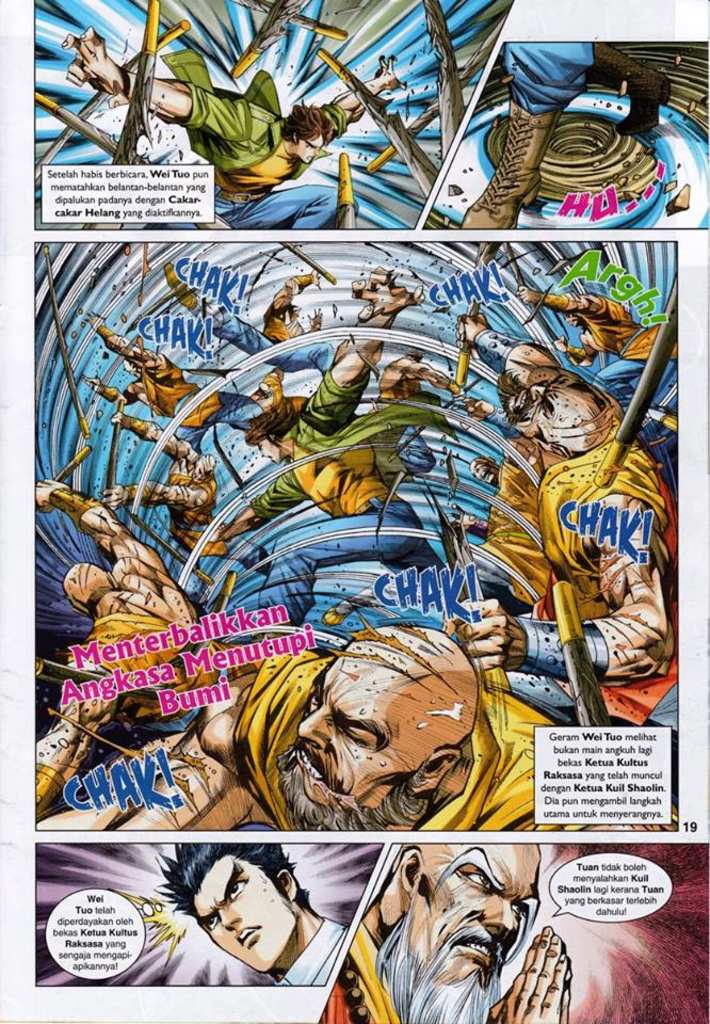 Setelah habis berbicara, Wei Tuo pun
mematahkan belantan-belantan yang
dipukulkan padanya dengan Cakar-
cakar Helang yang diaktifkannya.
HU...
CHAK!
CHAK!
CHAK!
Argh!
CHAK!
CHAK!
Menterbalikkan
Angkasa Menutupi
Bumi
CHAK!
Geram Wei Tuo melihat
bukan main angkuh lagi
bekas Ketua Kultus
Raksasa yang telah muncul
dengan Ketua Kuil Shaolin.
Dia pun mengambil langkah
utama untuk menyerangnya.
19
Wei
Tuo telah
diperdayakan oleh
bekas Ketua Kultus
Raksasa yang
sengaja mengapi-
apikannya!
Tuan tidak boleh
menyalahkan Kuil
Shaolin lagi kerana Tuan
yang berkasar terlebih
dahulu!